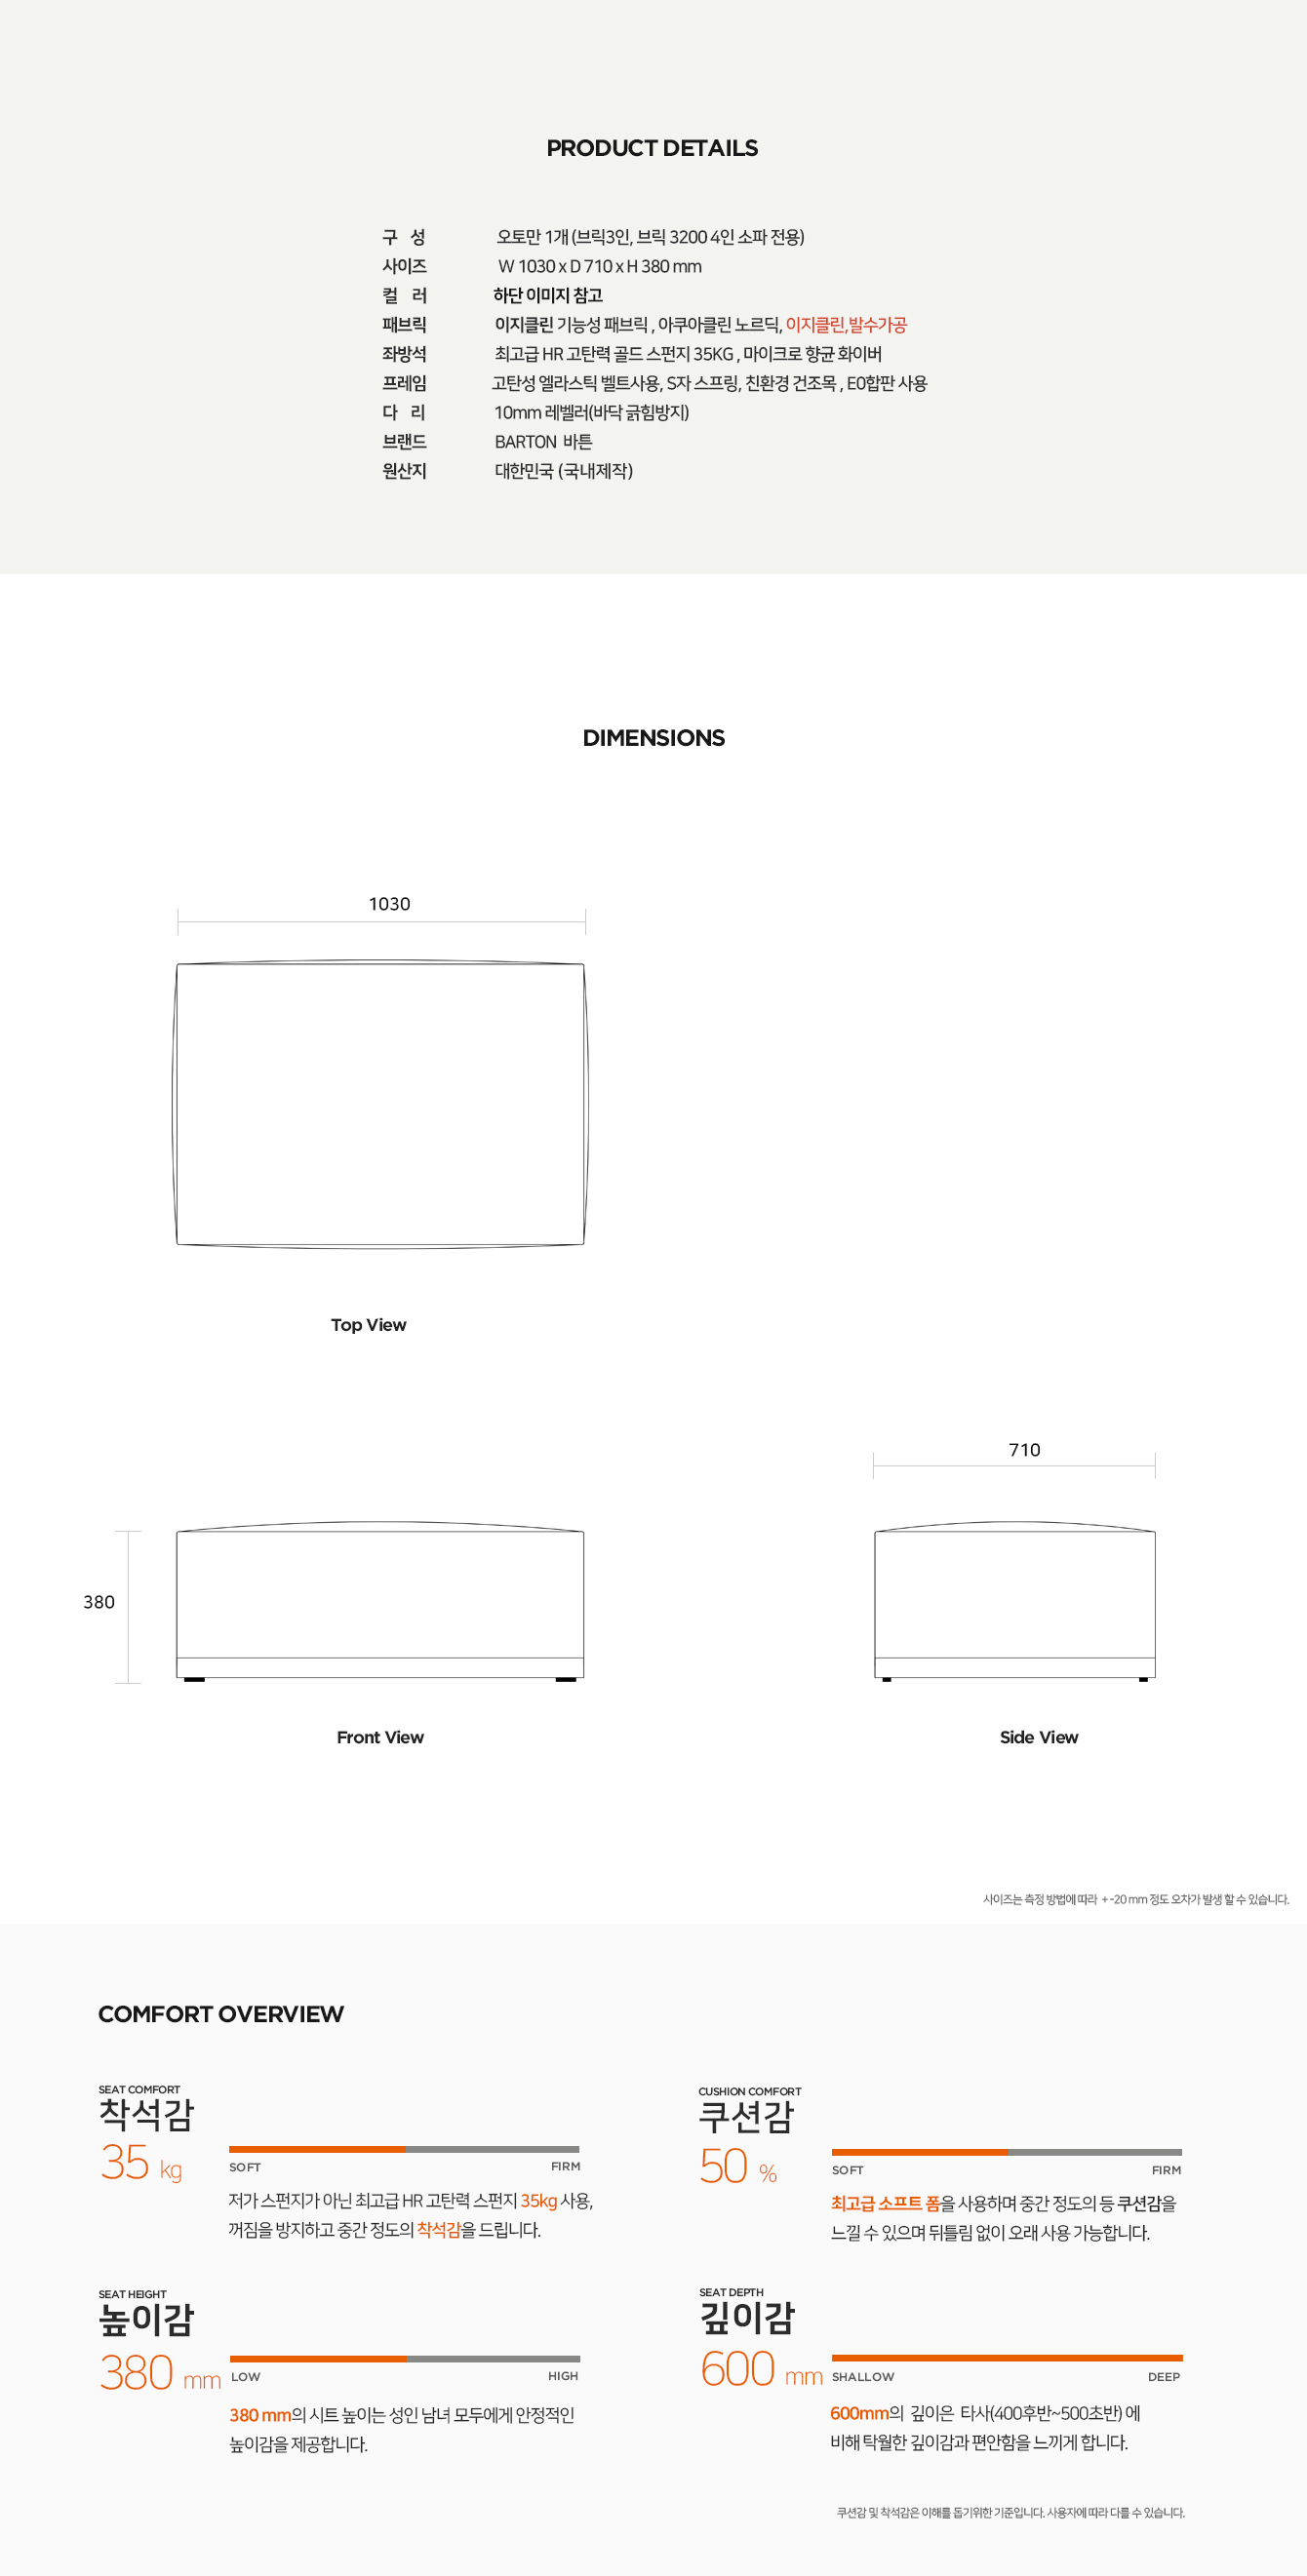 PRODUCT DETAILS
구 성 오토만 1개 (브릭3인, 브릭 3200 4인 소파 전용)
사이즈 W 1030 x D 710 x H 380 mm
컬 러 하단 이미지 참고
패브릭 이지클린 기능성 패브릭 , 아쿠아클린 노르딕, 이지클린,발수가공
좌방석 최고급 HR 고탄력 골드 스펀지 35KG , 마이크로 향균 화이버
프레임 고탄성 엘라스틱 벨트사용, S자 스프링, 친환경 건조목 , E0합판 사용
다 리 10mm 레벨러(바닥 긁힘방지)
브랜드 BARTON 바튼
원산지 대한민국 (국내제작)
DIMENSIONS
1030
Top View
710
380
Front View
Side View
사이즈는 측정 방법에 따라 + -20 mm 정도 오차가 발생 할 수 있습니다.
COMFORT OVERVIEW
SEAT COMFORT
착석감
35 kg
SOFT FIRM
저가 스펀지가 아닌 최고급 HR 고탄력 스펀지 35kg 사용,
꺼짐을 방지하고 중간 정도의 착석감을 드립니다.
CUSHION COMFORT
쿠션감
50 %
SOFT FIRM
최고급 소프트 폼을 사용하며 중간 정도의 등 쿠션감을
느낄 수 있으며 뒤틀림 없이 오래 사용 가능합니다.
SEAT HEIGHT
높이감
380 mm
LOW HIGH
380 mm의 시트 높이는 성인 남녀 모두에게 안정적인
높이감을 제공합니다.
SEAT DEPTH
깊이감
600 mm
SHALLOW DEEP
600mm의 깊이은 타사(400후반~500초반) 에
비해 탁월한 깊이감과 편안함을 느끼게 합니다.
쿠션감 및 착석감은 이해를 돕기위한 기준입니다. 사용자에 따라 다를 수 있습니다.